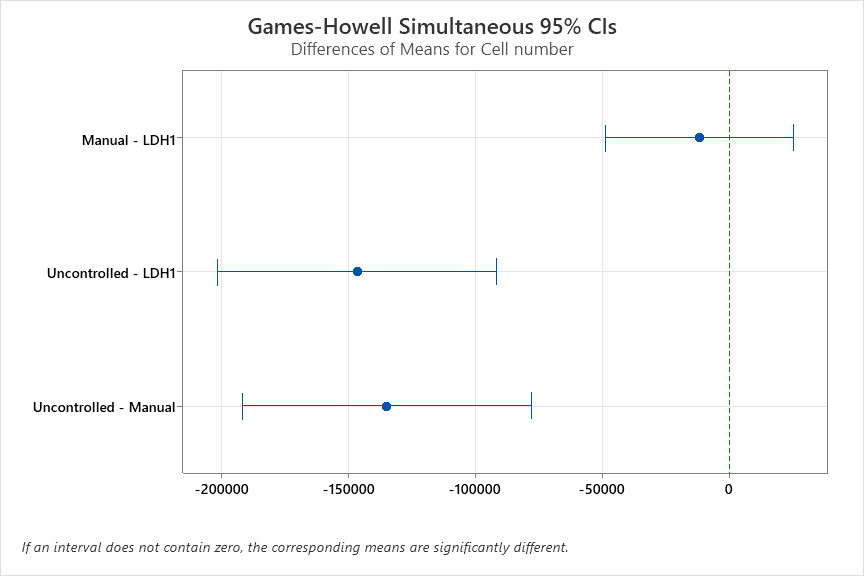 Games-Howell Simultaneous 95% CIs
Differences of Means for Cell number
Manual - LDH1
Uncontrolled - LDH1
Uncontrolled - Manual
-200000 -150000 -100000 -50000 0
If an interval does not contain zero, the corresponding means are significantly different.